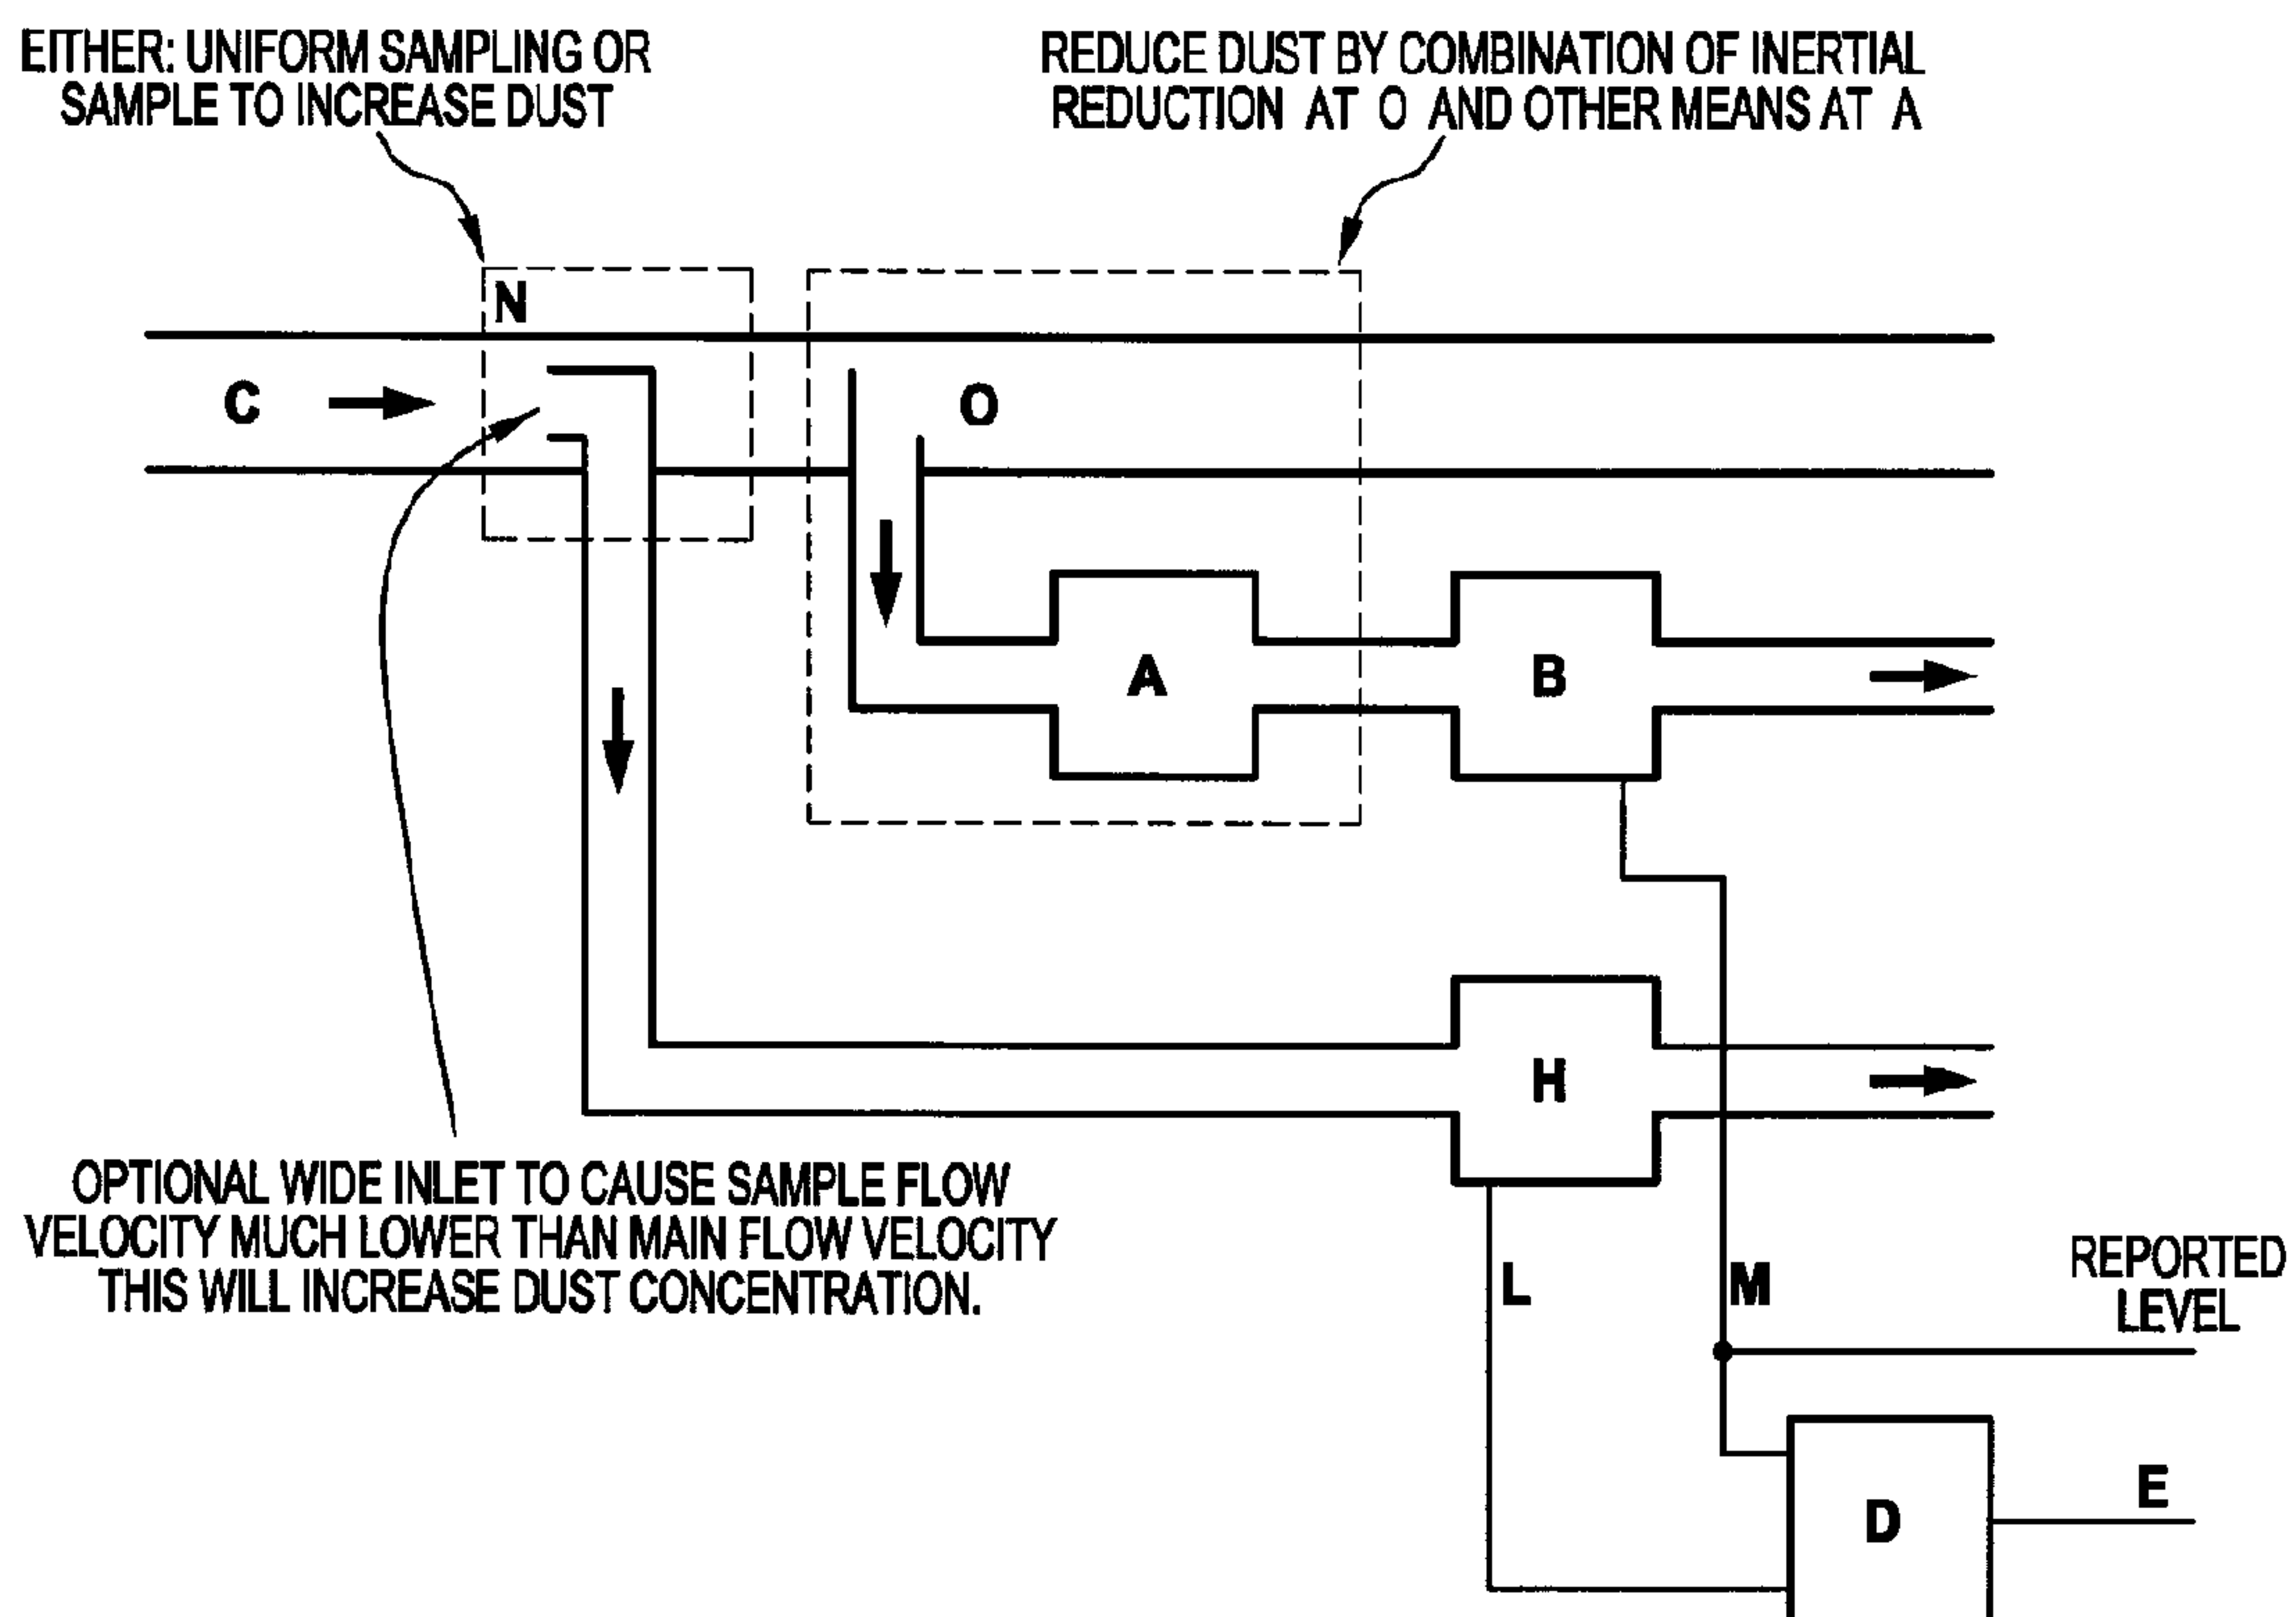 EITHER: UNIFORM SAMPLING OR
SAMPLE TO INCREASE DUST
REDUCE DUST BY COMBINATION OF INERTIAL
REDUCTION AT O AND OTHER MEANS AT A
N
C
O
A
B
H
OPTIONAL WIDE INLET TO CAUSE SAMPLE FLOW
VELOCITY MUCH LOWER THAN MAIN FLOW VELOCITY
THIS WILL INCREASE DUST CONCENTRATION.
L
M
REPORTED
LEVEL
E
D